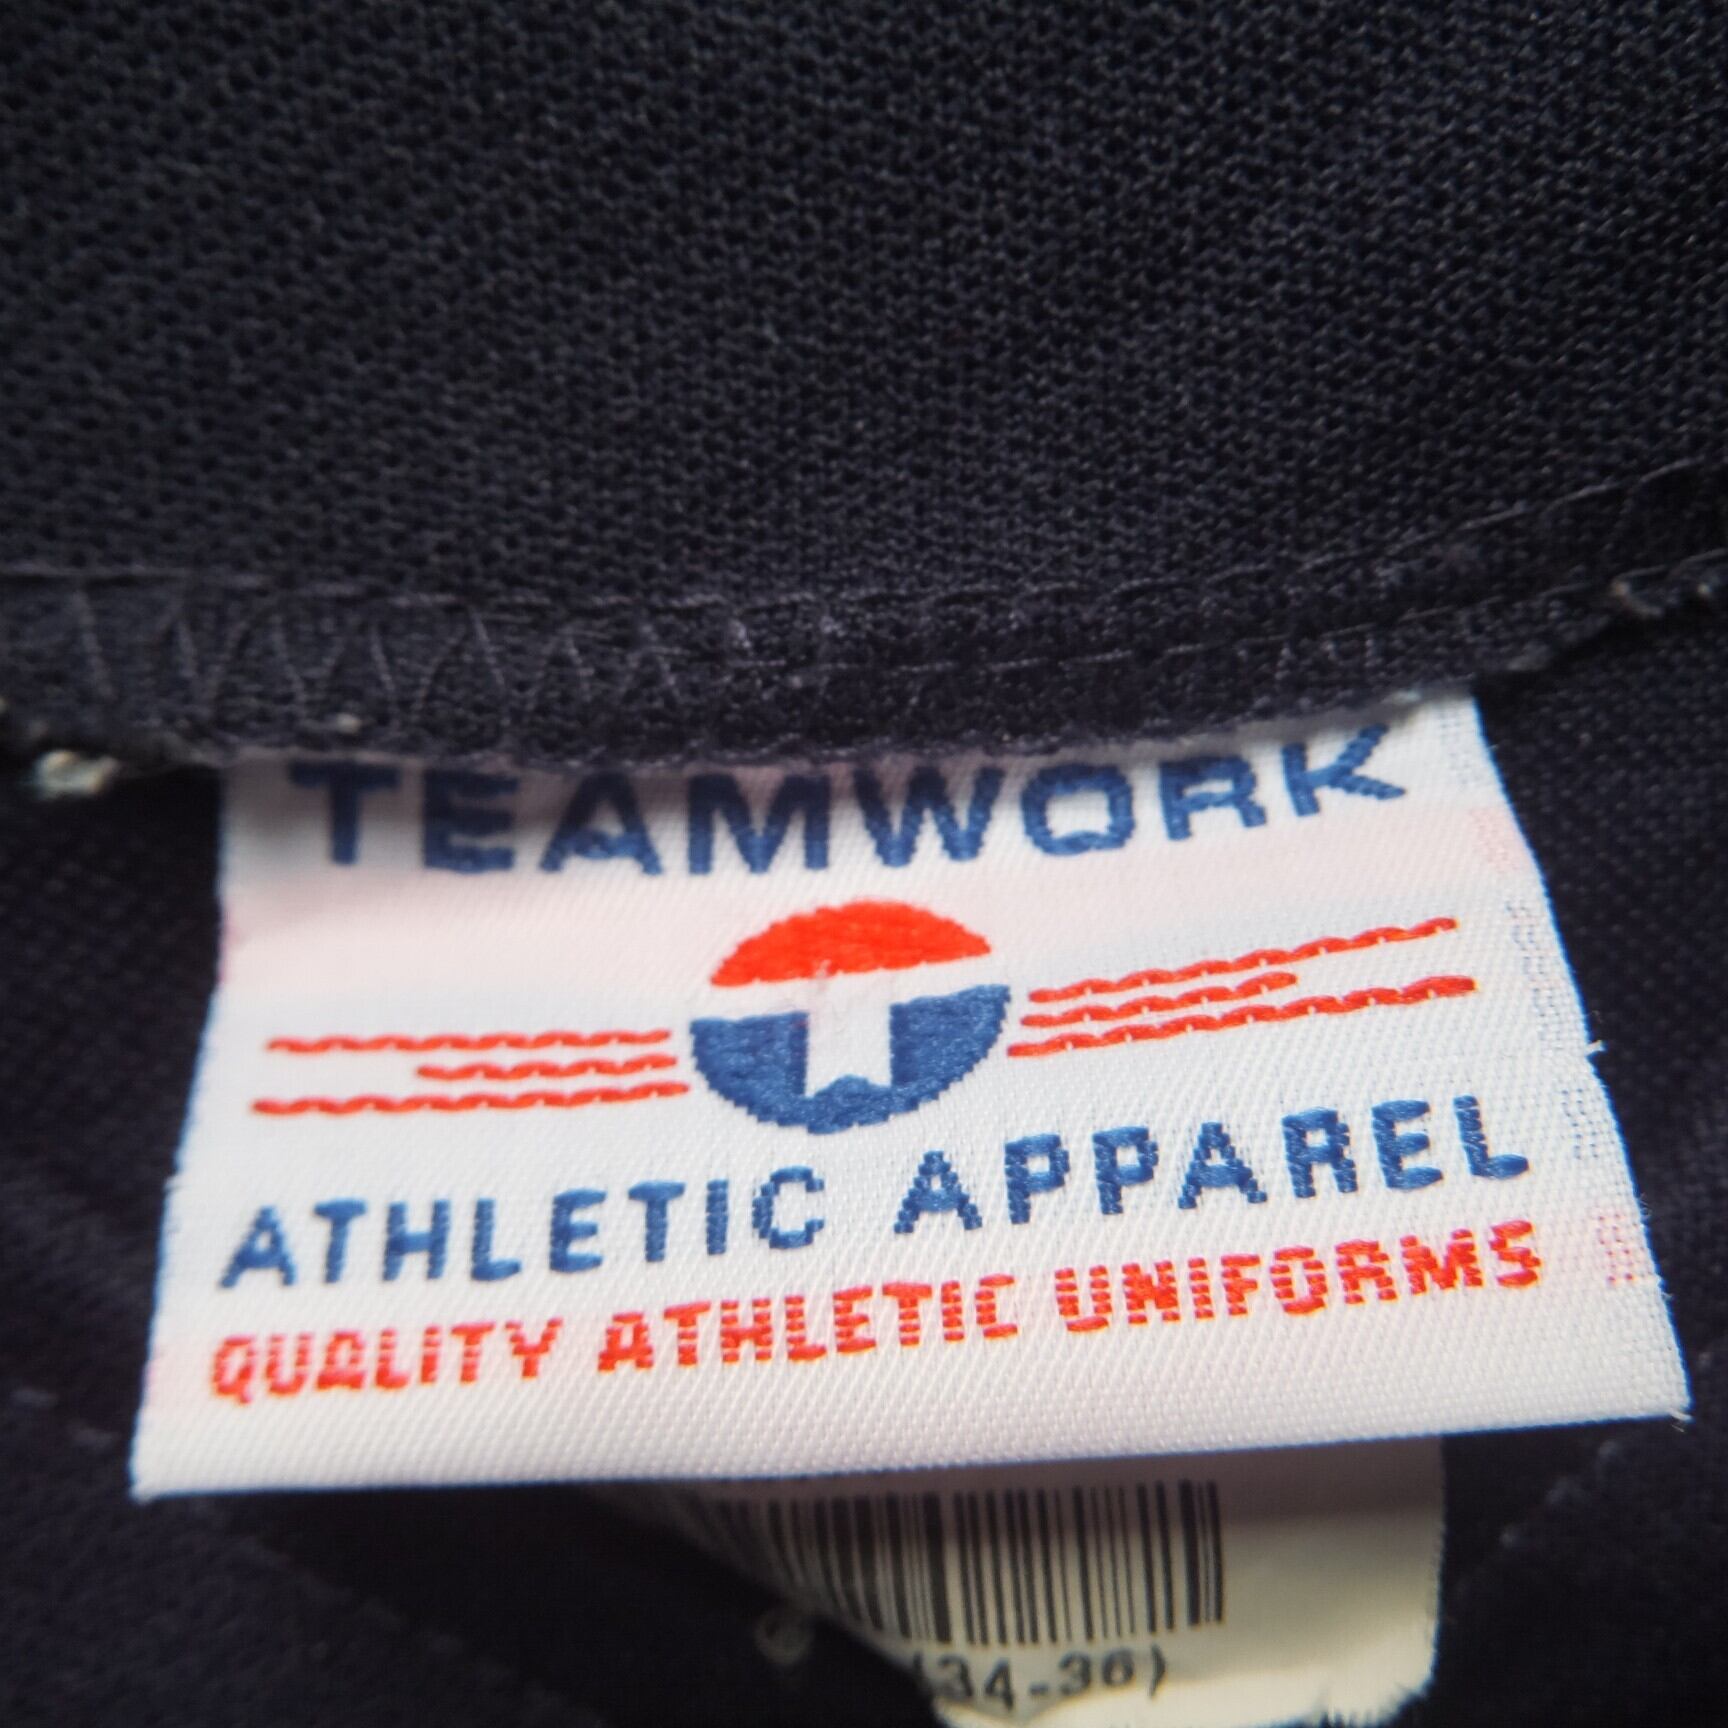 TEAMWORK
T
ATHLETIC APPAREL
QUALITY ATHLETIC UNIFORMS
(34-36)